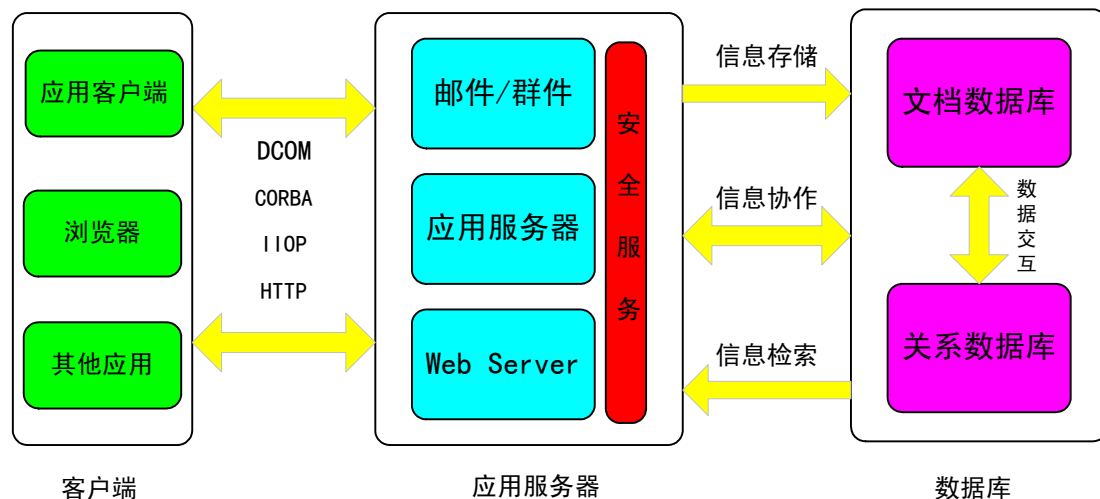 应用客户端
浏览器
其他应用
客户端
DCOM
CORBA
IIOP
HTTP
邮件/群件
应用服务器
Web Server
安全服务
应用服务器
信息存储
信息协作
信息检索
文档数据库
数据交互
关系数据库
数据库